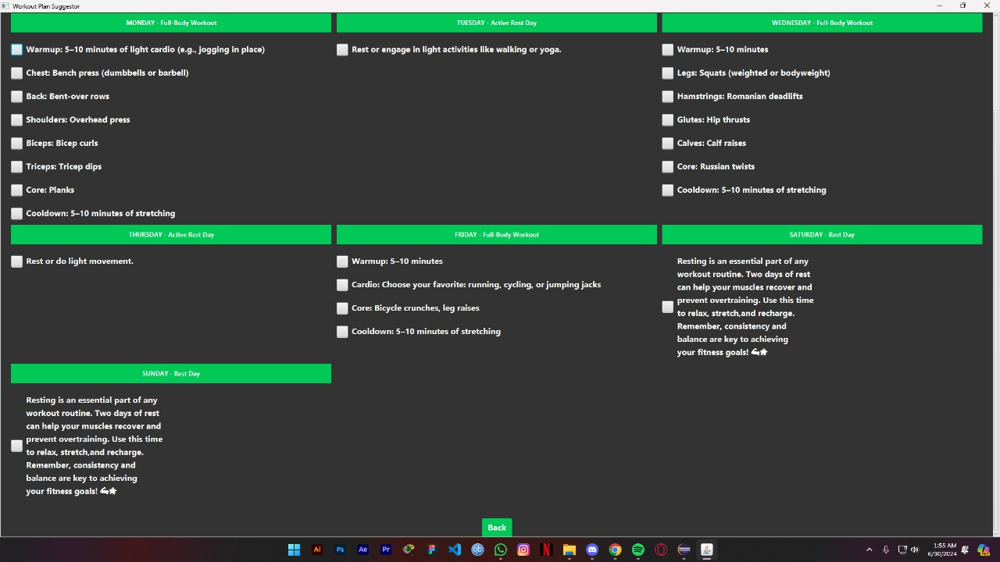 Workout Plan Suggestor
MONDAY - Full-Body Workout
Warmup: 5–10 minutes of light cardio (e.g., jogging in place)
Chest: Bench press (dumbbells or barbell)
Back: Bent-over rows
Shoulders: Overhead press
Biceps: Bicep curls
Triceps: Tricep dips
Core: Planks
Cooldown: 5–10 minutes of stretching
TUESDAY - Active Rest Day
Rest or engage in light activities like walking or yoga.
WEDNESDAY - Full-Body Workout
Warmup: 5–10 minutes
Legs: Squats (weighted or bodyweight)
Hamstrings: Romanian deadlifts
Glutes: Hip thrusts
Calves: Calf raises
Core: Russian twists
Cooldown: 5–10 minutes of stretching
THURSDAY - Active Rest Day
Rest or do light movement.
FRIDAY - Full-Body Workout
Warmup: 5–10 minutes
Cardio: Choose your favorite: running, cycling, or jumping jacks
Core: Bicycle crunches, leg raises
Cooldown: 5–10 minutes of stretching
SATURDAY - Rest Day
Resting is an essential part of any
workout routine. Two days of rest
can help your muscles recover and
prevent overtraining. Use this time
to relax, stretch,and recharge.
Remember, consistency and
balance are key to achieving
your fitness goals! 💪🌟
SUNDAY - Rest Day
Resting is an essential part of any
workout routine. Two days of rest
can help your muscles recover and
prevent overtraining. Use this time
to relax, stretch,and recharge.
Remember, consistency and
balance are key to achieving
your fitness goals! 💪🌟
Back
Ai
Ps
Ae
Pr
qb
N
1:55 AM
6/30/2024